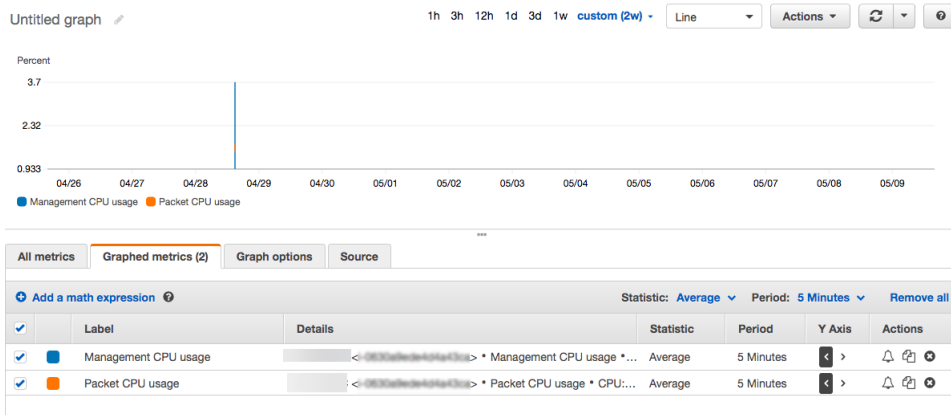 Untitled graph 1h 3h 12h 1d 3d 1w custom (2w) Line Actions
Percent
3.7
2.32
0.933
04/26 04/27 04/28 04/29 04/30 05/01 05/02 05/03 05/04 05/05 05/06 05/07 05/08 05/09
Management CPU usage Packet CPU usage
All metrics Graphed metrics (2) Graph options Source
Add a math expression Statistic: Average Period: 5 Minutes Remove all
Label Details Statistic Period Y Axis Actions
Management CPU usage < > • Management CPU usage •... Average 5 Minutes < >
Packet CPU usage < > • Packet CPU usage • CPU:... Average 5 Minutes < >